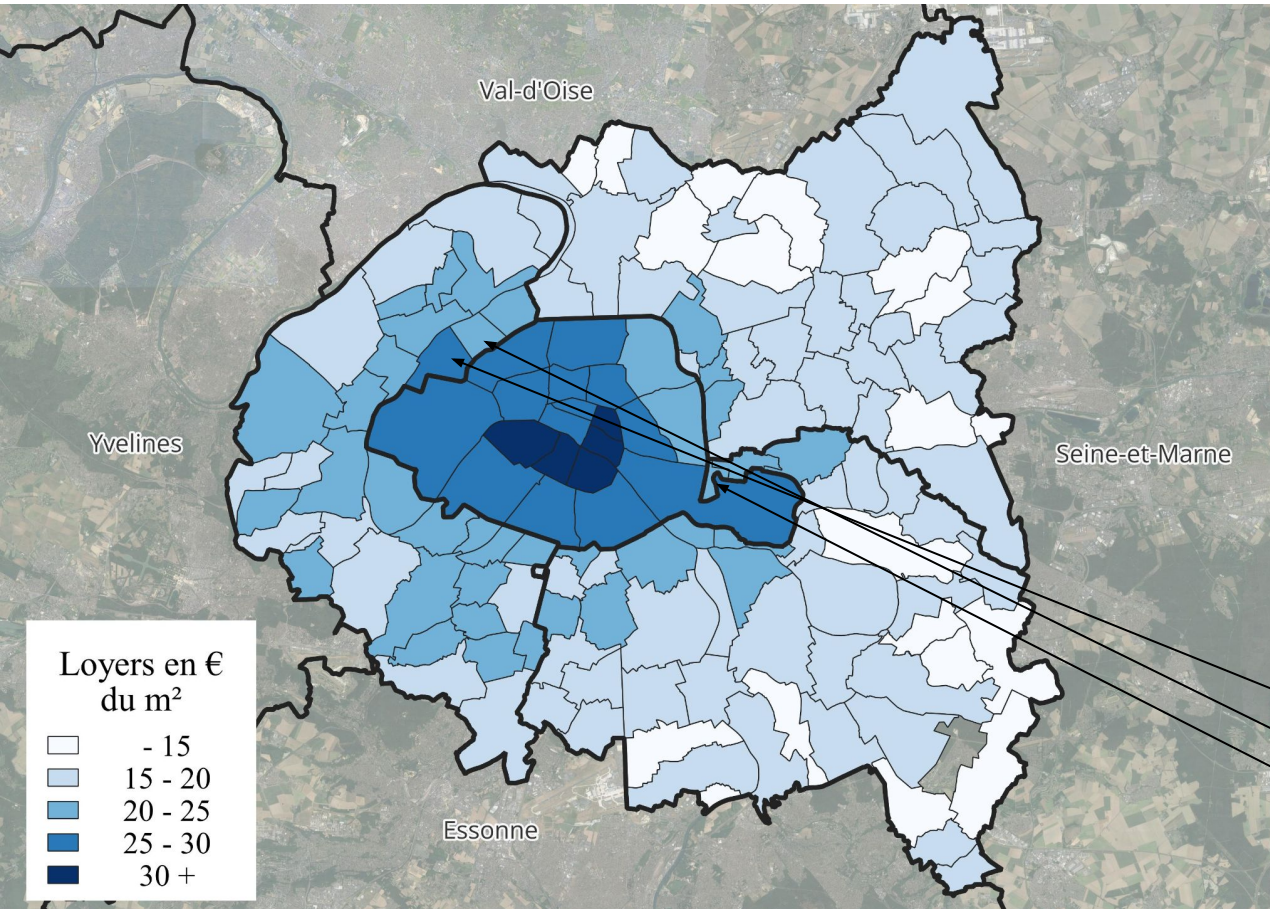 Val-d'Oise
Yvelines
Seine-et-Marne
Essonne
Loyers en €
du m²
- 15
15 - 20
20 - 25
25 - 30
30 +